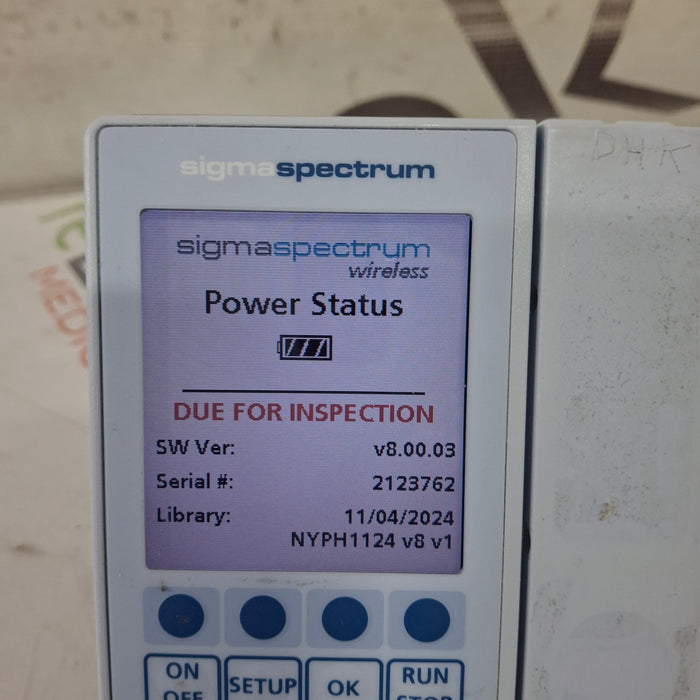 DHK
sigmaspectrum
sigmaspectrum
wireless
Power Status
DUE FOR INSPECTION
SW Ver: v8.00.03
Serial #: 2123762
Library: 11/04/2024
NYPH1124 v8 v1
MEDIC
ON
OFF
SETUP
OK
RUN
STOP